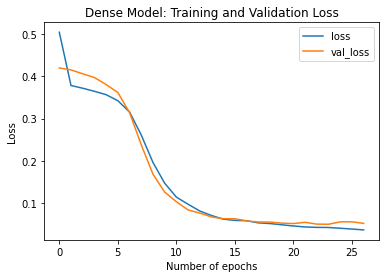 Dense Model: Training and Validation Loss
loss
val_loss
Loss
0.5
0.4
0.3
0.2
0.1
0
5
10
15
20
25
Number of epochs